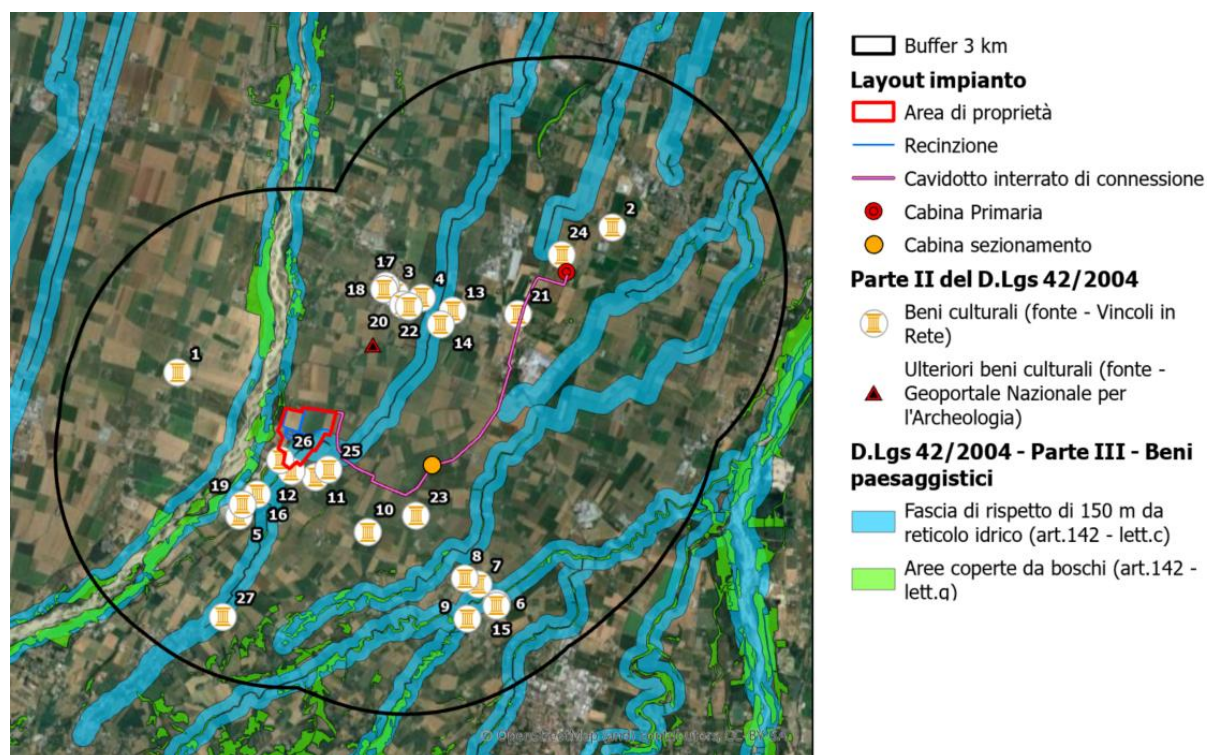 2
24
17
3
4
18
13
21
20
22
14
1
26
25
19
12
11
16
23
10
5
8
7
27
9
6
15
Buffer 3 km
Layout impianto
Area di proprietà
Recinzione
Cavidotto interrato di connessione
Cabina Primaria
Cabina sezionamento
Parte II del D.Lgs 42/2004
Beni culturali (fonte - Vincoli in
Rete)
Ulteriori beni culturali (fonte -
Geoportale Nazionale per
l'Archeologia)
D.Lgs 42/2004 - Parte III - Beni
paesaggistici
Fascia di rispetto di 150 m da
reticolo idrico (art.142 - lett.c)
Aree coperte da boschi (art.142 -
lett.g)